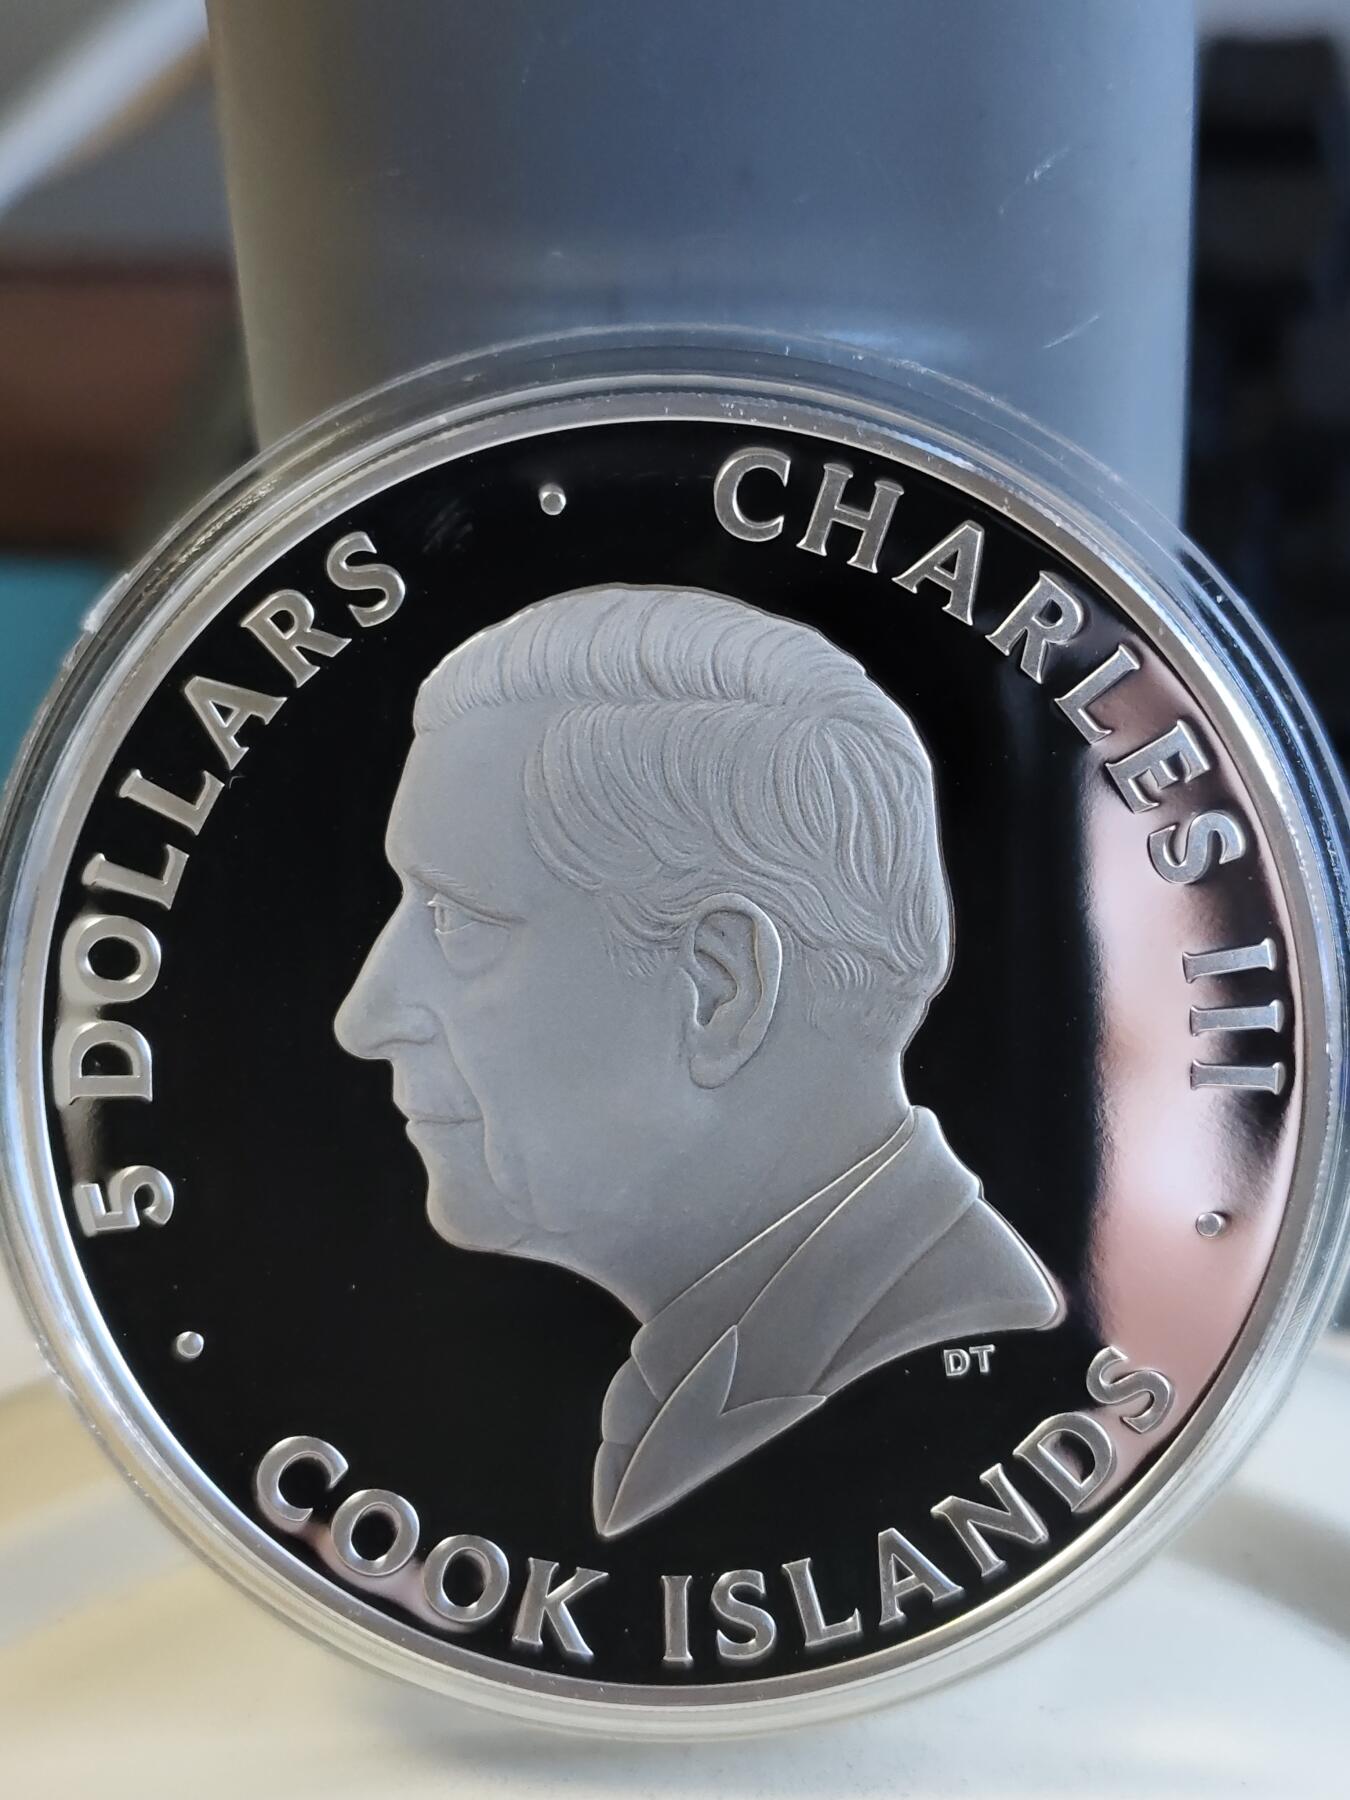 5 DOLLARS
CHARLES III
COOK ISLANDS
DT